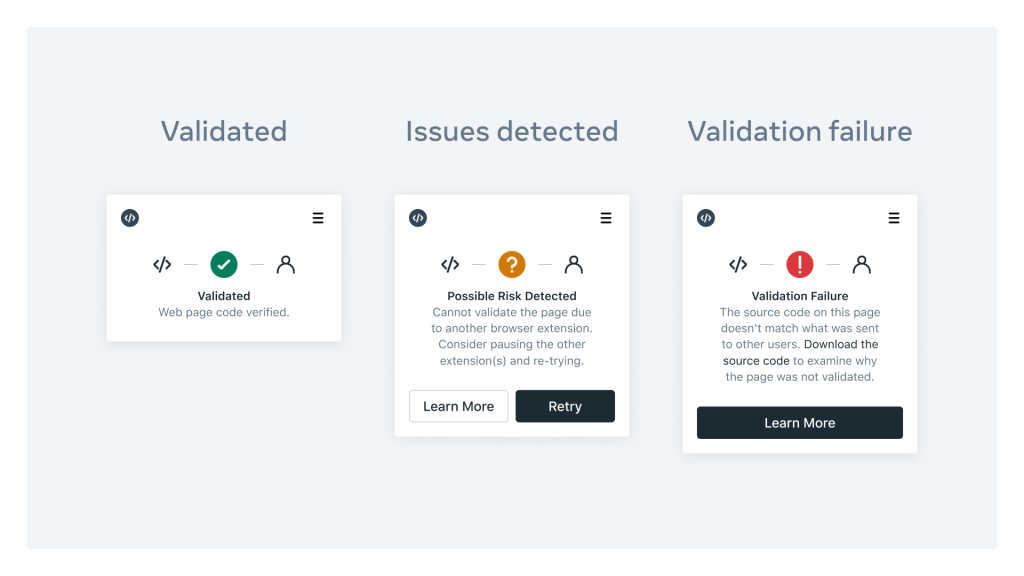 Validated
Issues detected
Validation failure
Validated
Web page code verified.
Possible Risk Detected
Cannot validate the page due
to another browser extension.
Consider pausing the other
extension(s) and re-trying.
Learn More
Retry
Validation Failure
The source code on this page
doesn’t match what was sent
to other users. Download the
source code to examine why
the page was not validated.
Learn More